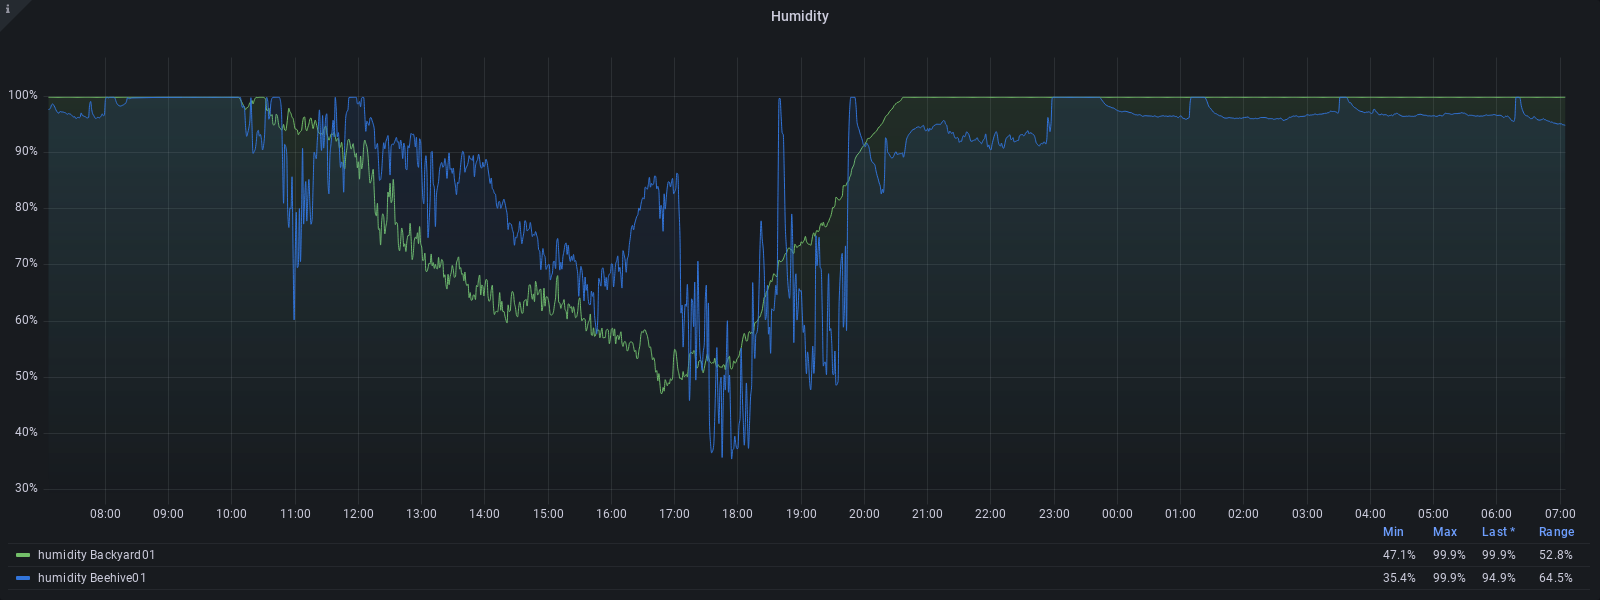 i
Humidity
100%
90%
80%
70%
60%
50%
40%
30%
08:00 09:00 10:00 11:00 12:00 13:00 14:00 15:00 16:00 17:00 18:00 19:00 20:00 21:00 22:00 23:00 00:00 01:00 02:00 03:00 04:00 05:00 06:00 07:00
Min Max Last * Range
humidity Backyard01 47.1% 99.9% 99.9% 52.8%
humidity Beehive01 35.4% 99.9% 94.9% 64.5%